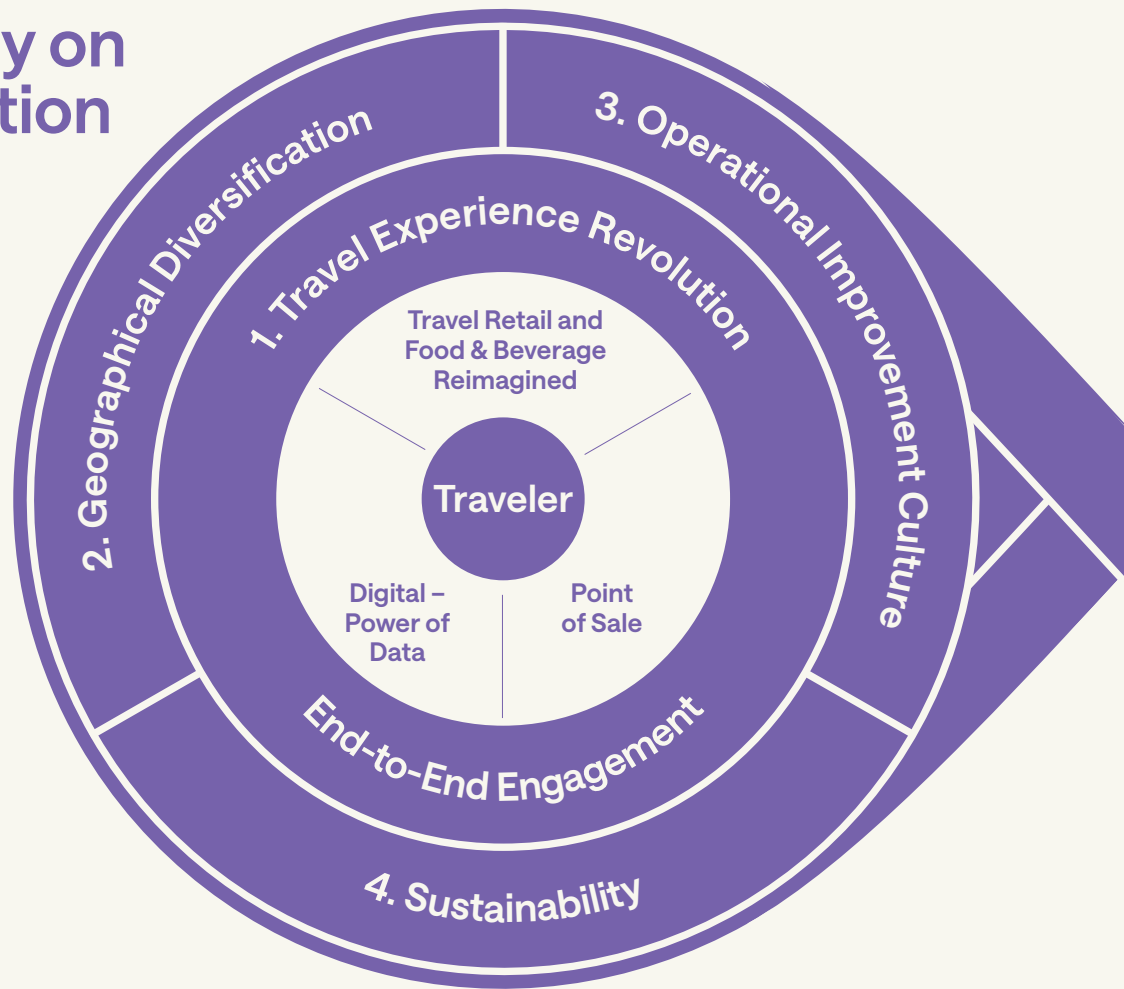 y on
tion
2. Geographical Diversification
3. Operational Improvement Culture
1. Travel Experience Revolution
Travel Retail and
Food & Beverage
Reimagined
Traveler
Digital –
Power of
Data
Point
of Sale
End-to-End Engagement
4. Sustainability